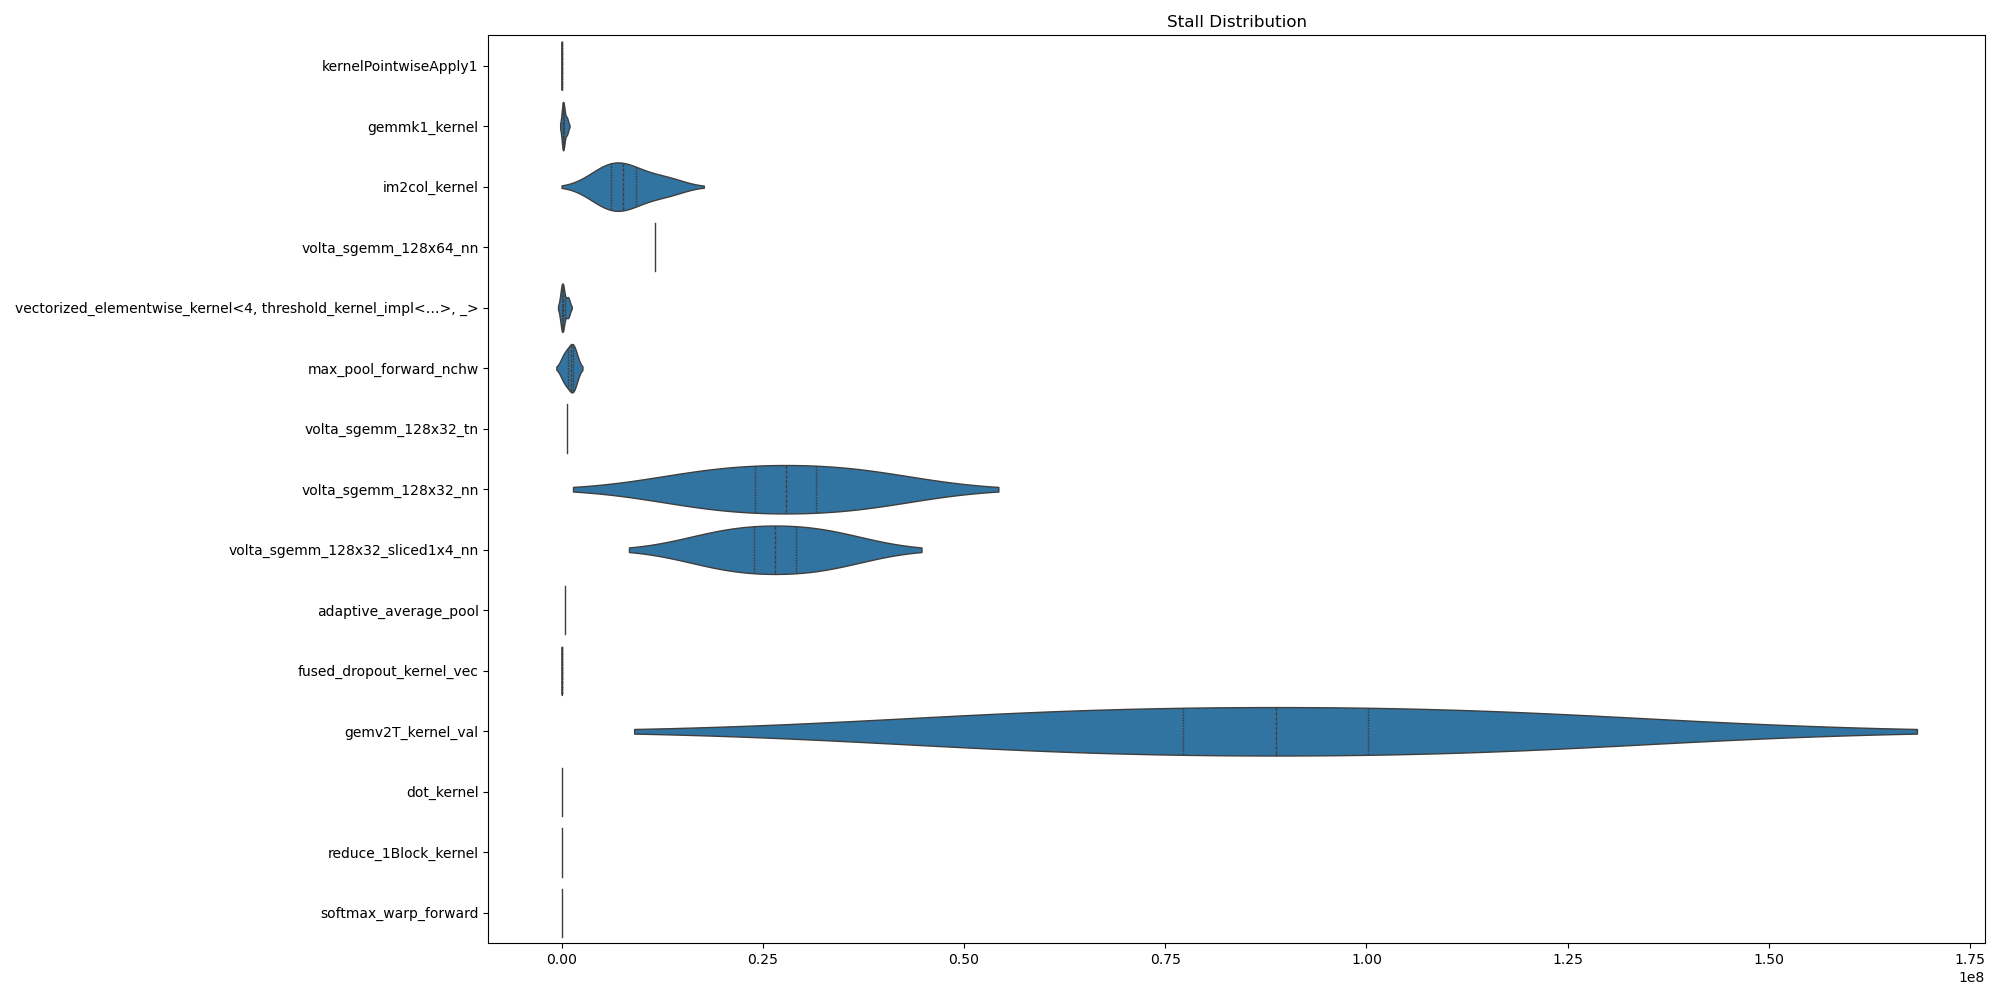 Stall Distribution
kernelPointwiseApply1
gemmk1_kernel
im2col_kernel
volta_sgemm_128x64_nn
vectorized_elementwise_kernel<4, threshold_kernel_impl<...>, _>
max_pool_forward_nchw
volta_sgemm_128x32_tn
volta_sgemm_128x32_nn
volta_sgemm_128x32_sliced1x4_nn
adaptive_average_pool
fused_dropout_kernel_vec
gemv2T_kernel_val
dot_kernel
reduce_1Block_kernel
softmax_warp_forward
0.00 0.25 0.50 0.75 1.00 1.25 1.50 1.75
1e8